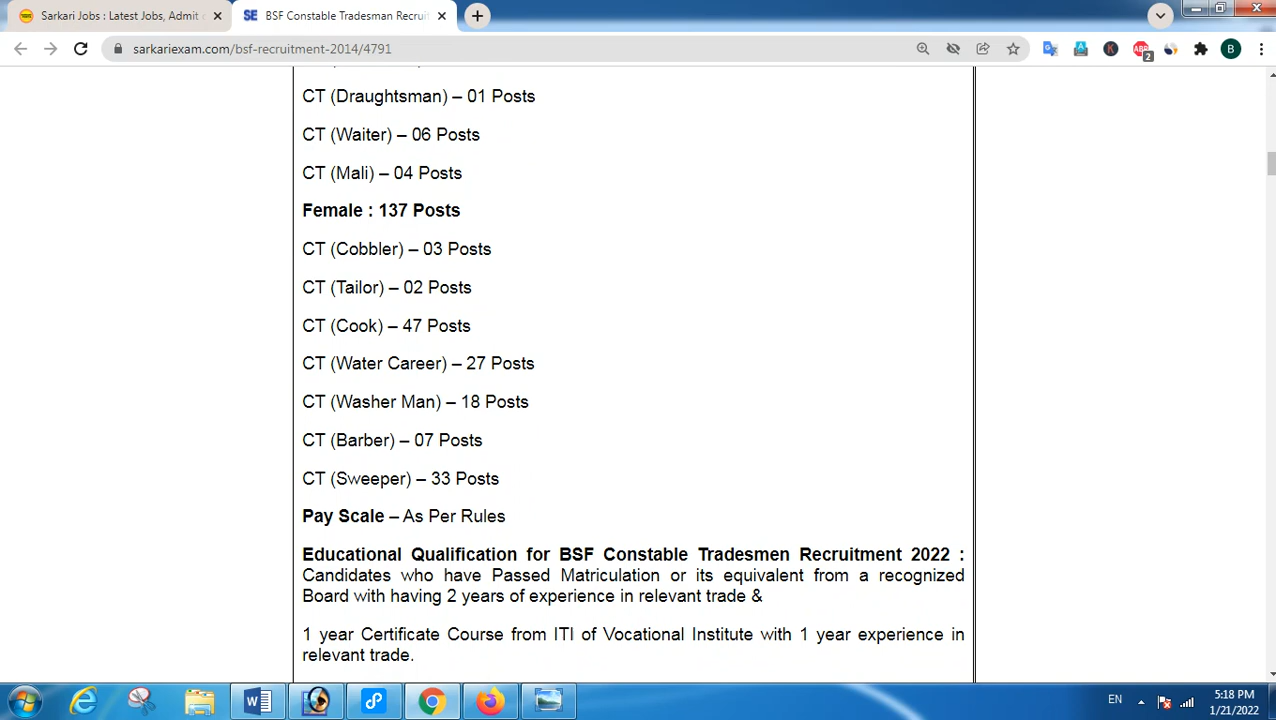 Sarkari Jobs : Latest Jobs, Admit
BSF Constable Tradesman Recrui
sarkariexam.com/bsf-recruitment-2014/4791
ABP
2
B
CT (Draughtsman) – 01 Posts
CT (Waiter) – 06 Posts
CT (Mali) – 04 Posts
Female : 137 Posts
CT (Cobbler) – 03 Posts
CT (Tailor) – 02 Posts
CT (Cook) – 47 Posts
CT (Water Career) – 27 Posts
CT (Washer Man) – 18 Posts
CT (Barber) – 07 Posts
CT (Sweeper) – 33 Posts
Pay Scale – As Per Rules
Educational Qualification for BSF Constable Tradesmen Recruitment 2022 :
Candidates who have Passed Matriculation or its equivalent from a recognized
Board with having 2 years of experience in relevant trade &
1 year Certificate Course from ITI of Vocational Institute with 1 year experience in
relevant trade.
EN
5:18 PM
1/21/2022